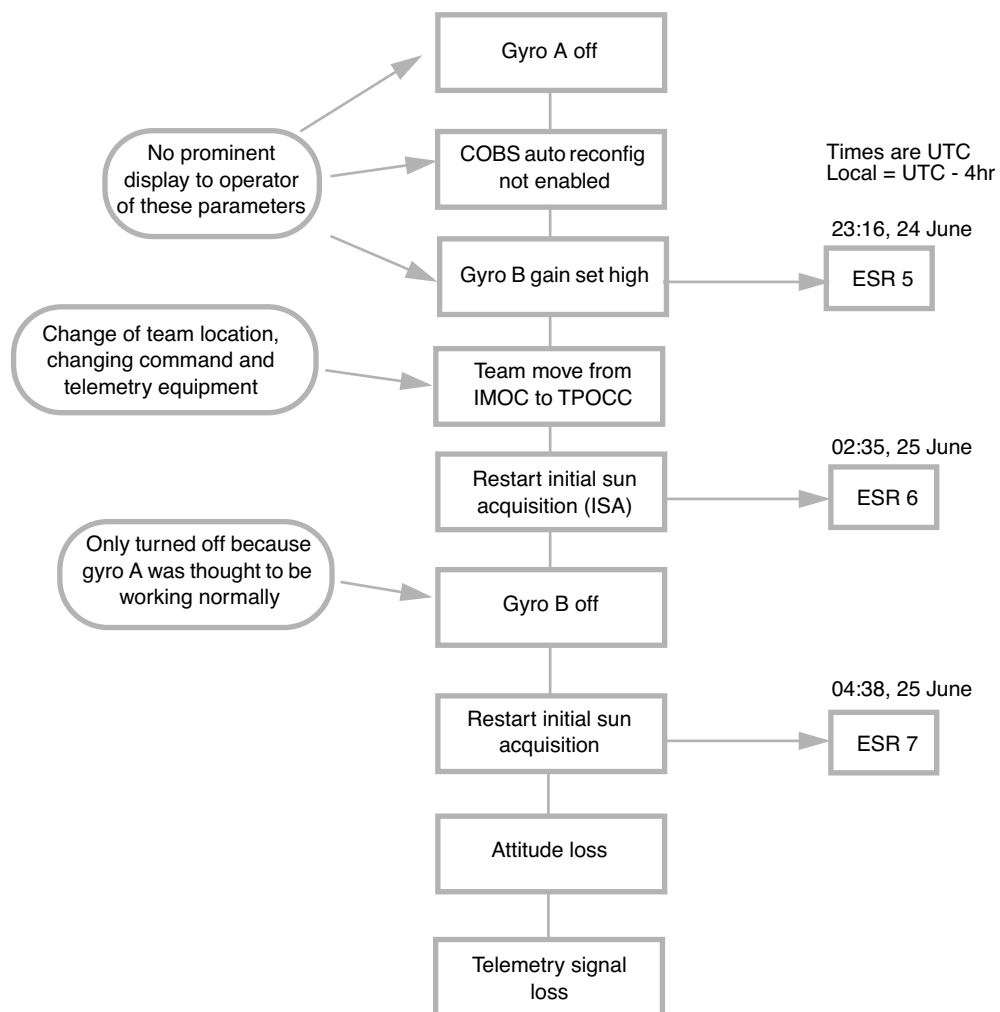 Gyro A off
No prominent
display to operator
of these parameters
COBS auto reconfig
not enabled
Times are UTC
Local = UTC - 4hr
Gyro B gain set high
23:16, 24 June
ESR 5
Change of team location,
changing command and
telemetry equipment
Team move from
IMOC to TPOCC
Restart initial sun
acquisition (ISA)
02:35, 25 June
ESR 6
Only turned off because
gyro A was thought to be
working normally
Gyro B off
Restart initial sun
acquisition
04:38, 25 June
ESR 7
Attitude loss
Telemetry signal
loss